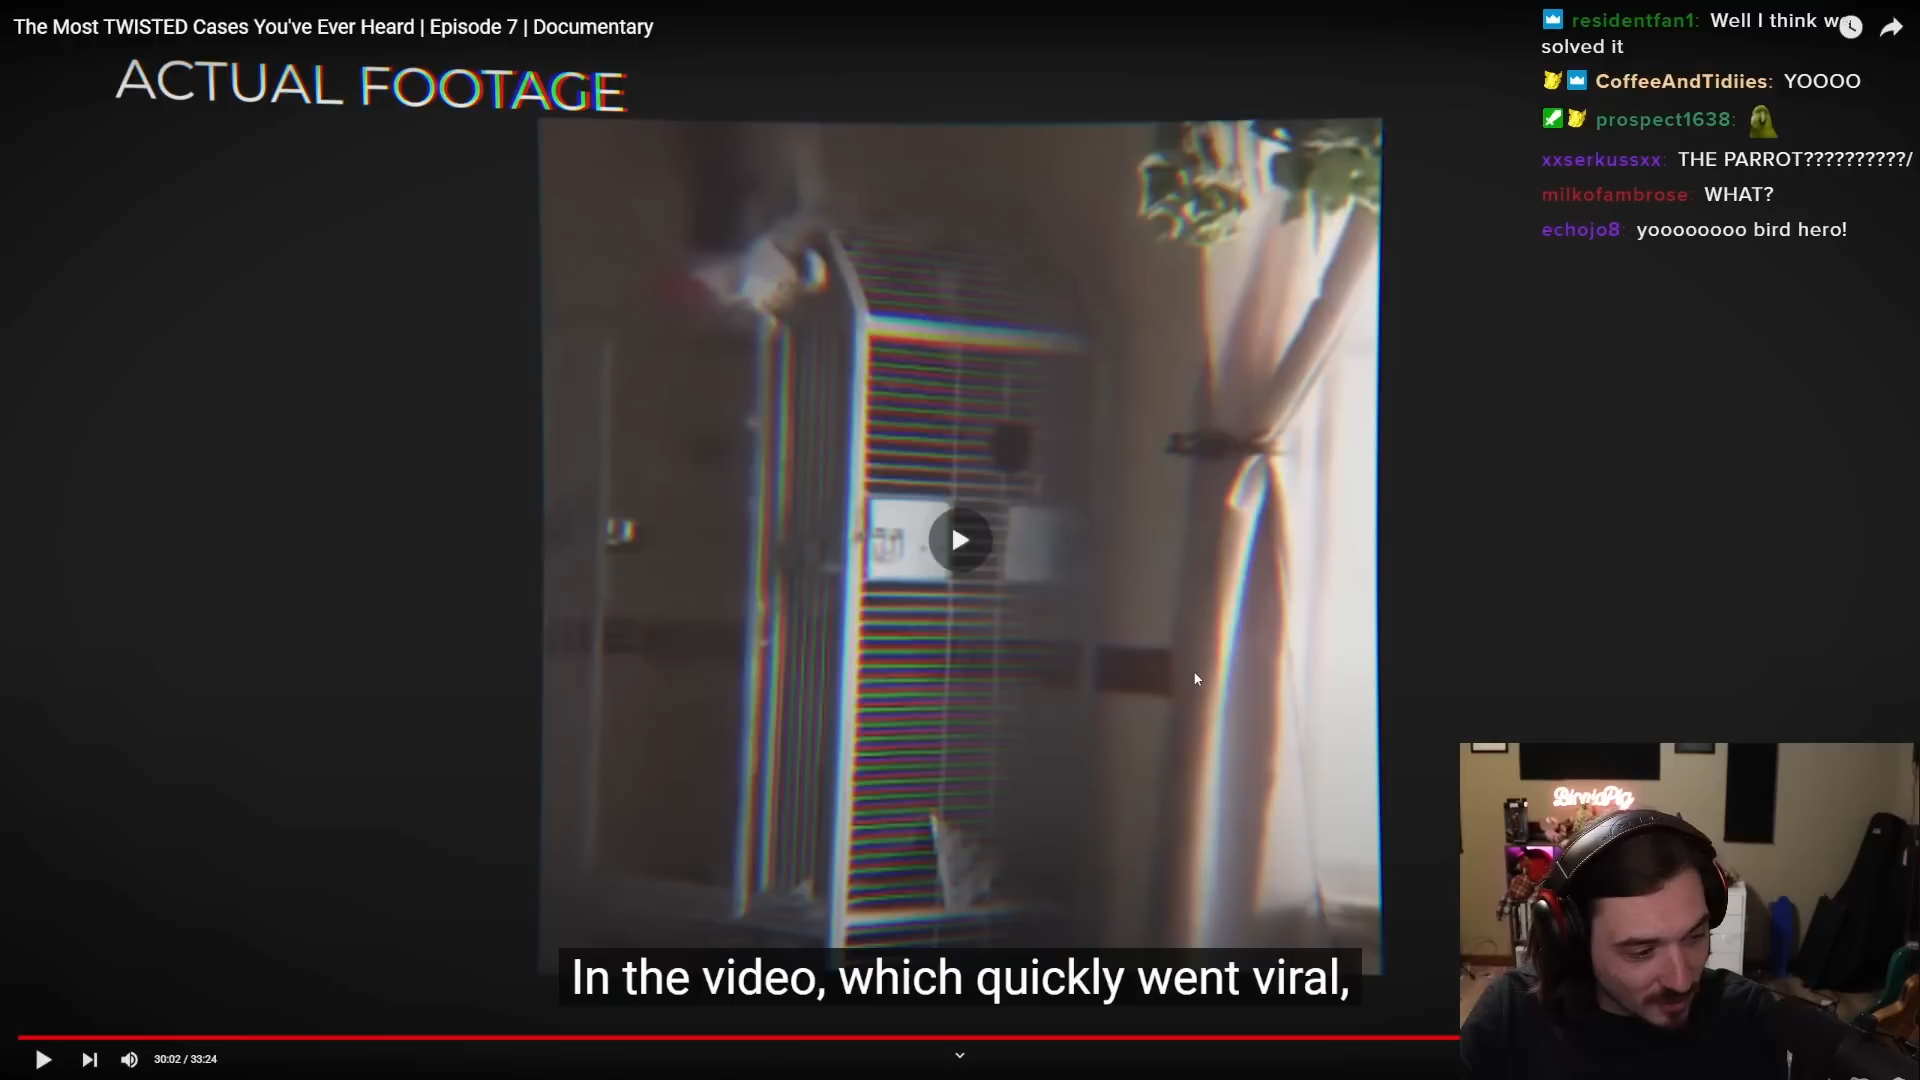 The Most TWISTED Cases You've Ever Heard | Episode 7 | Documentary
ACTUAL FOOTAGE
residentfan1: Well I think we
solved it
CoffeeAndTidiies: YOOOO
prospect1638:
xxserkussxx: THE PARROT??????????/
milkofambrose: WHAT?
echojo8: yoooooooo bird hero!
In the video, which quickly went viral,
30:02 / 33:24